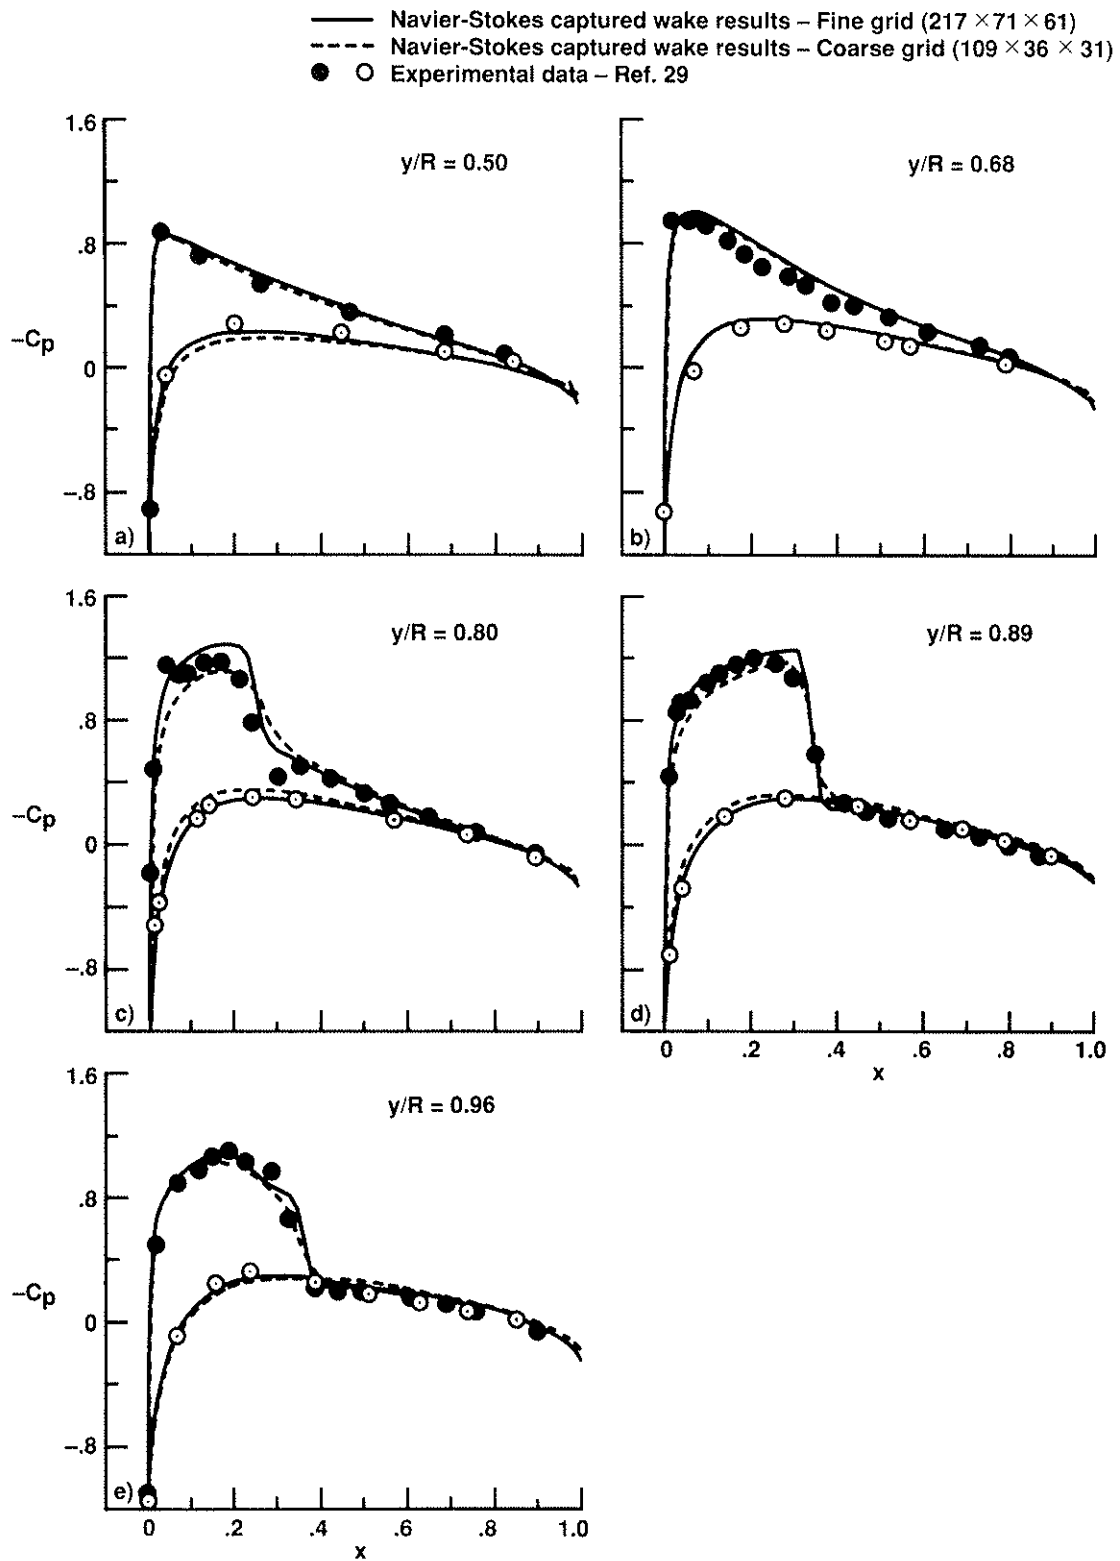 Navier-Stokes captured wake results – Fine grid (217 × 71 × 61)
Navier-Stokes captured wake results – Coarse grid (109 × 36 × 31)
Experimental data – Ref. 29
1.6
.8
–Cp
0
–.8
y/R = 0.50
a)
y/R = 0.68
b)
1.6
.8
–Cp
0
–.8
y/R = 0.80
c)
y/R = 0.89
d)
0 .2 .4 .6 .8 1.0
x
1.6
.8
–Cp
0
–.8
y/R = 0.96
e)
0 .2 .4 .6 .8 1.0
x